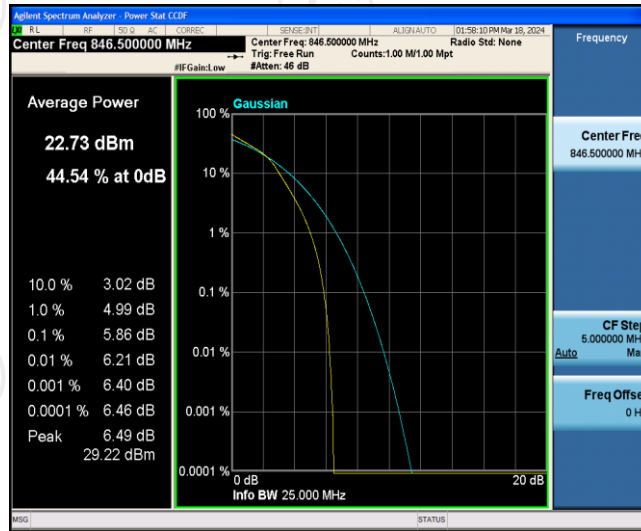 Agilent Spectrum Analyzer - Power Stat CCDF
RL RF 50 Ω AC CORREC SENSE:INT ALIGN AUTO 01:58:10 PM Mar 18, 2024
Center Freq 846.500000 MHz
Center Freq: 846.500000 MHz Radio Std: None
Trig: Free Run Counts:1.00 M/1.00 Mpt
#IFGain:Low #Atten: 46 dB
Frequency
Average Power
22.73 dBm
44.54 % at 0dB
10.0 % 3.02 dB
1.0 % 4.99 dB
0.1 % 5.86 dB
0.01 % 6.21 dB
0.001 % 6.40 dB
0.0001 % 6.46 dB
Peak 6.49 dB
29.22 dBm
Gaussian
100 %
10 %
1 %
0.1 %
0.01 %
0.001 %
0.0001 %
0 dB 20 dB
Info BW 25.000 MHz
Center Fre
846.500000 MH
CF Step
5.000000 MH
Auto Ma
Freq Offse
0 H
MSG STATUS